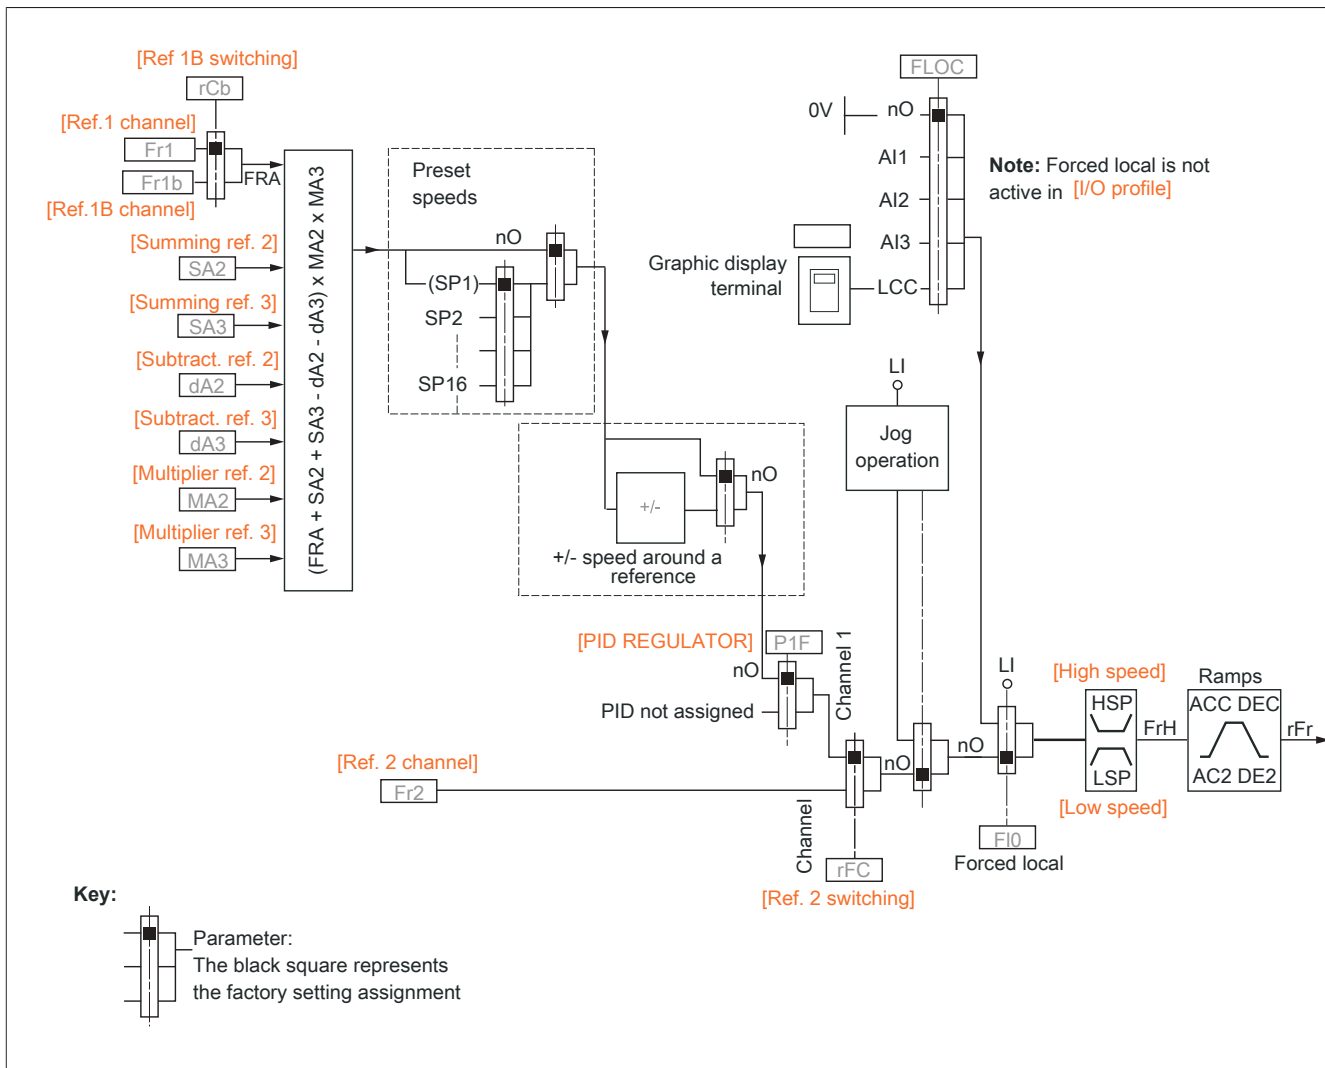 [Ref 1B switching]
rCb
[Ref.1 channel]
Fr1
Fr1b
FRA
[Ref.1B channel]
[Summing ref. 2]
SA2
[Summing ref. 3]
SA3
[Subtract. ref. 2]
dA2
[Subtract. ref. 3]
dA3
[Multiplier ref. 2]
MA2
[Multiplier ref. 3]
MA3
(FRA + SA2 + SA3 - dA2 - dA3) x MA2 x MA3
Preset
speeds
nO
(SP1)
SP2
SP16
+/-
nO
+/- speed around a
reference
FLOC
0V
nO
AI1
AI2
AI3
LCC
Graphic display
terminal
Note: Forced local is not
active in [I/O profile]
LI
Jog
operation
[PID REGULATOR]
P1F
nO
PID not assigned
Channel 1
[Ref. 2 channel]
Fr2
Channel
nO
rFC
[Ref. 2 switching]
nO
LI
FI0
Forced local
[High speed]
HSP
LSP
[Low speed]
FrH
Ramps
ACC DEC
AC2 DE2
rFr
Key:
Parameter:
The black square represents
the factory setting assignment